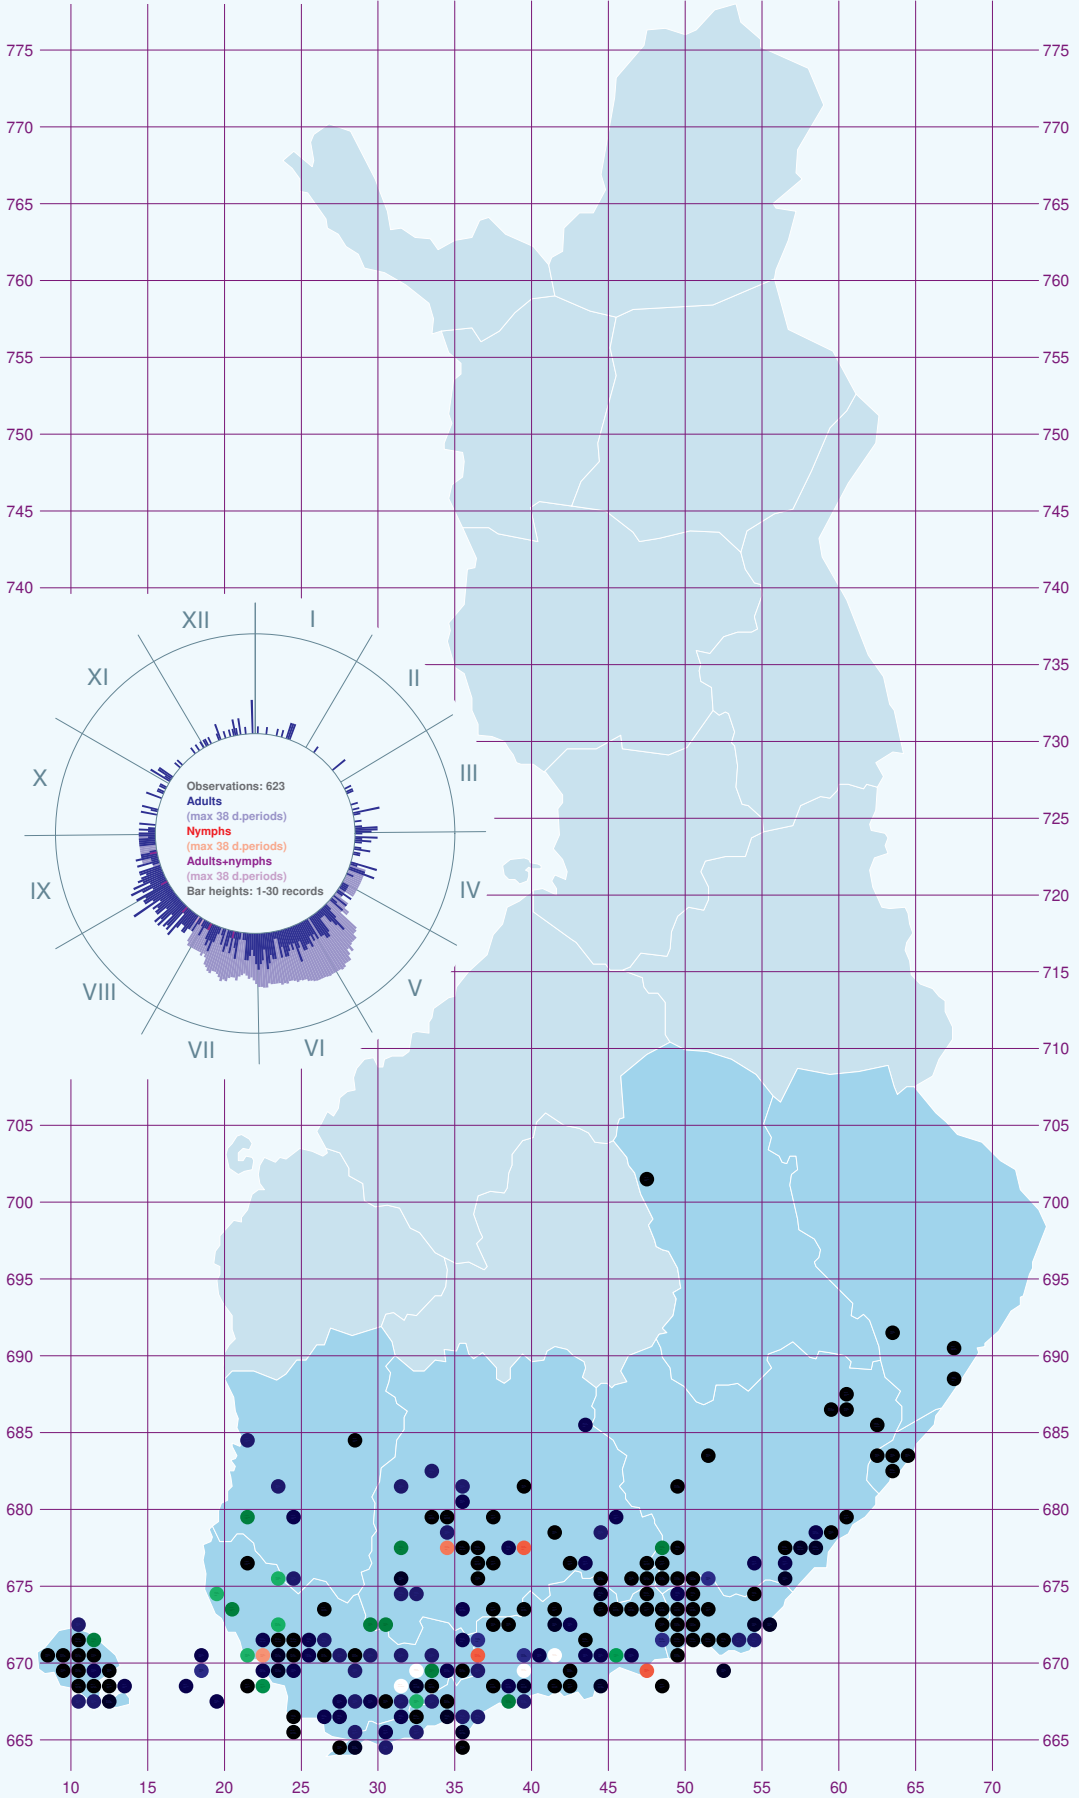 775 775
770 770
765 765
760 760
755 755
750 750
745 745
740 740
XII I
XI II
735
730
X III
Observations: 623
Adults
(max 38 d.periods)
725
Nymphs
(max 38 d.periods)
Adults+nymphs
(max 38 d.periods)
IX IV
Bar heights: 1-30 records
720
715
VIII V
VII VI
710
705 705
700 700
695 695
690 690
685 685
680 680
675 675
670 670
665 665
10 15 20 25 30 35 40 45 50 55 60 65 70